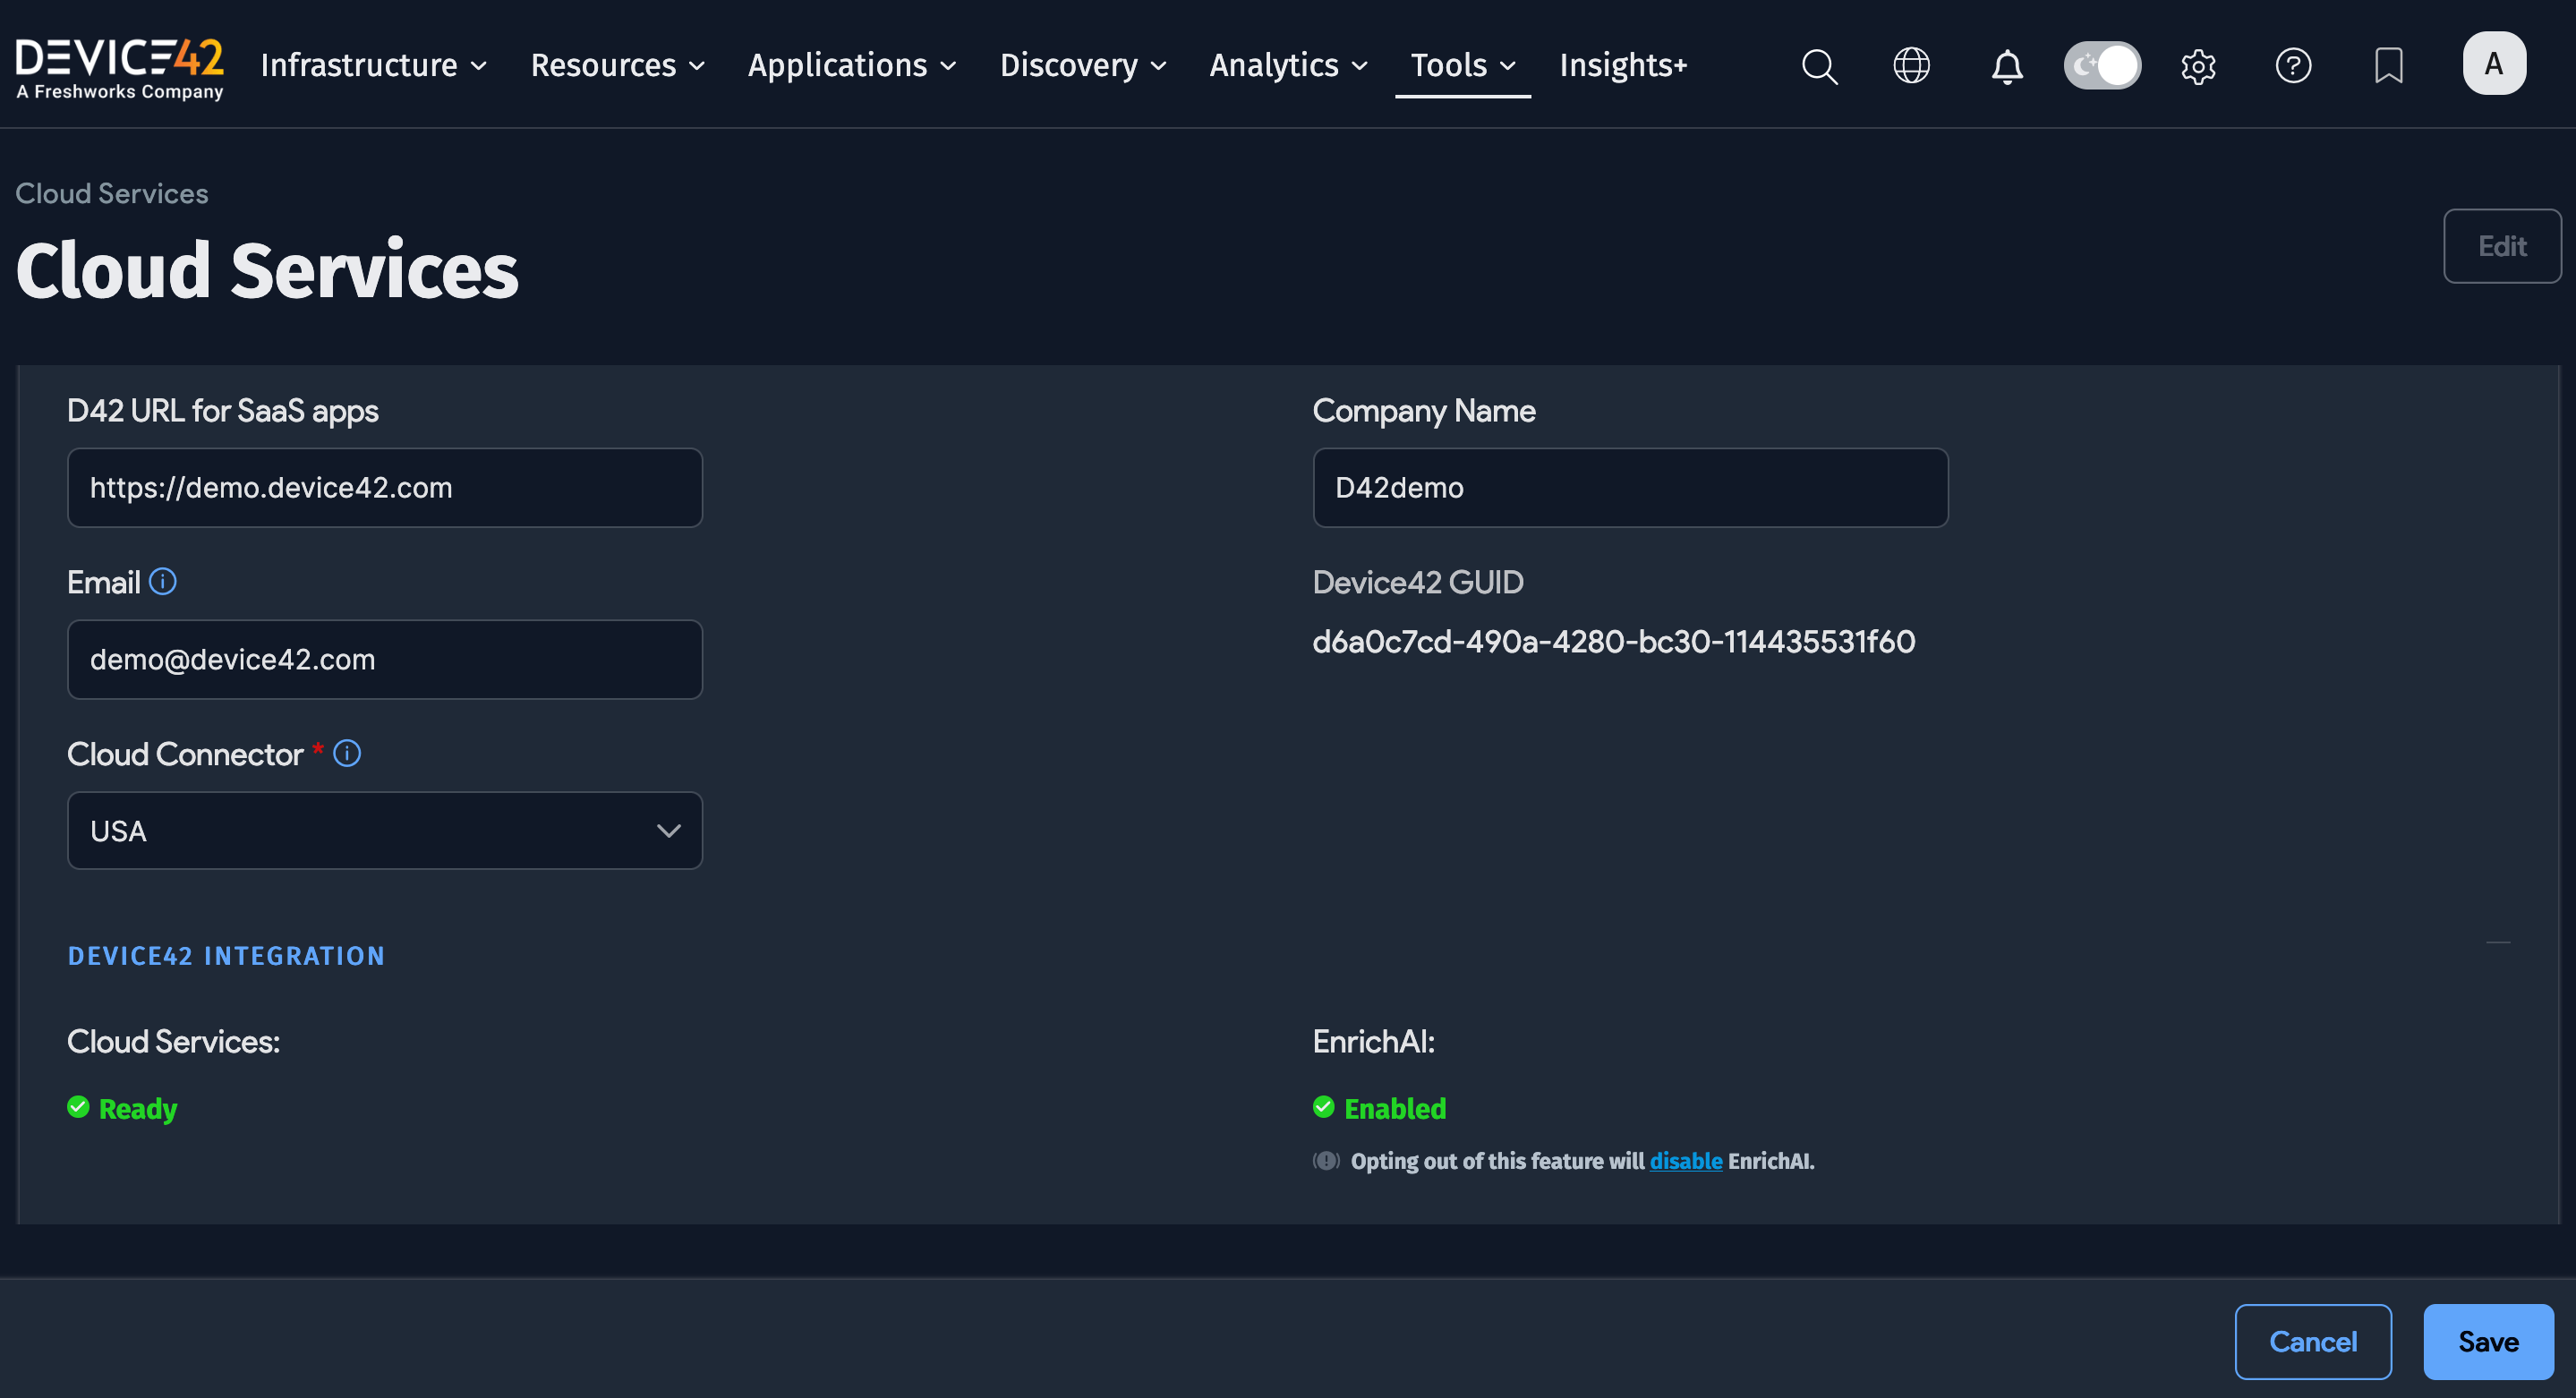 DEVICE42
A Freshworks Company
Infrastructure
Resources
Applications
Discovery
Analytics
Tools
Insights+
A
Cloud Services
Cloud Services
Edit
D42 URL for SaaS apps
https://demo.device42.com
Company Name
D42demo
Email
demo@device42.com
Device42 GUID
d6a0c7cd-490a-4280-bc30-114435531f60
Cloud Connector *
USA
DEVICE42 INTEGRATION
Cloud Services:
Ready
EnrichAI:
Enabled
Opting out of this feature will disable EnrichAI.
Cancel
Save